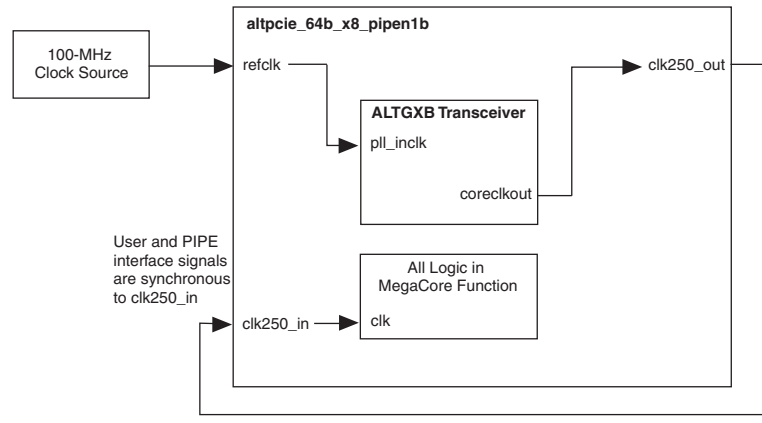 altpcie_64b_x8_pipen1b
100-MHz
Clock Source
refclk
clk250_out
ALTGXB Transceiver
pll_inclk
coreclkout
User and PIPE
interface signals
are synchronous
to clk250_in
All Logic in
MegaCore Function
clk250_in
clk